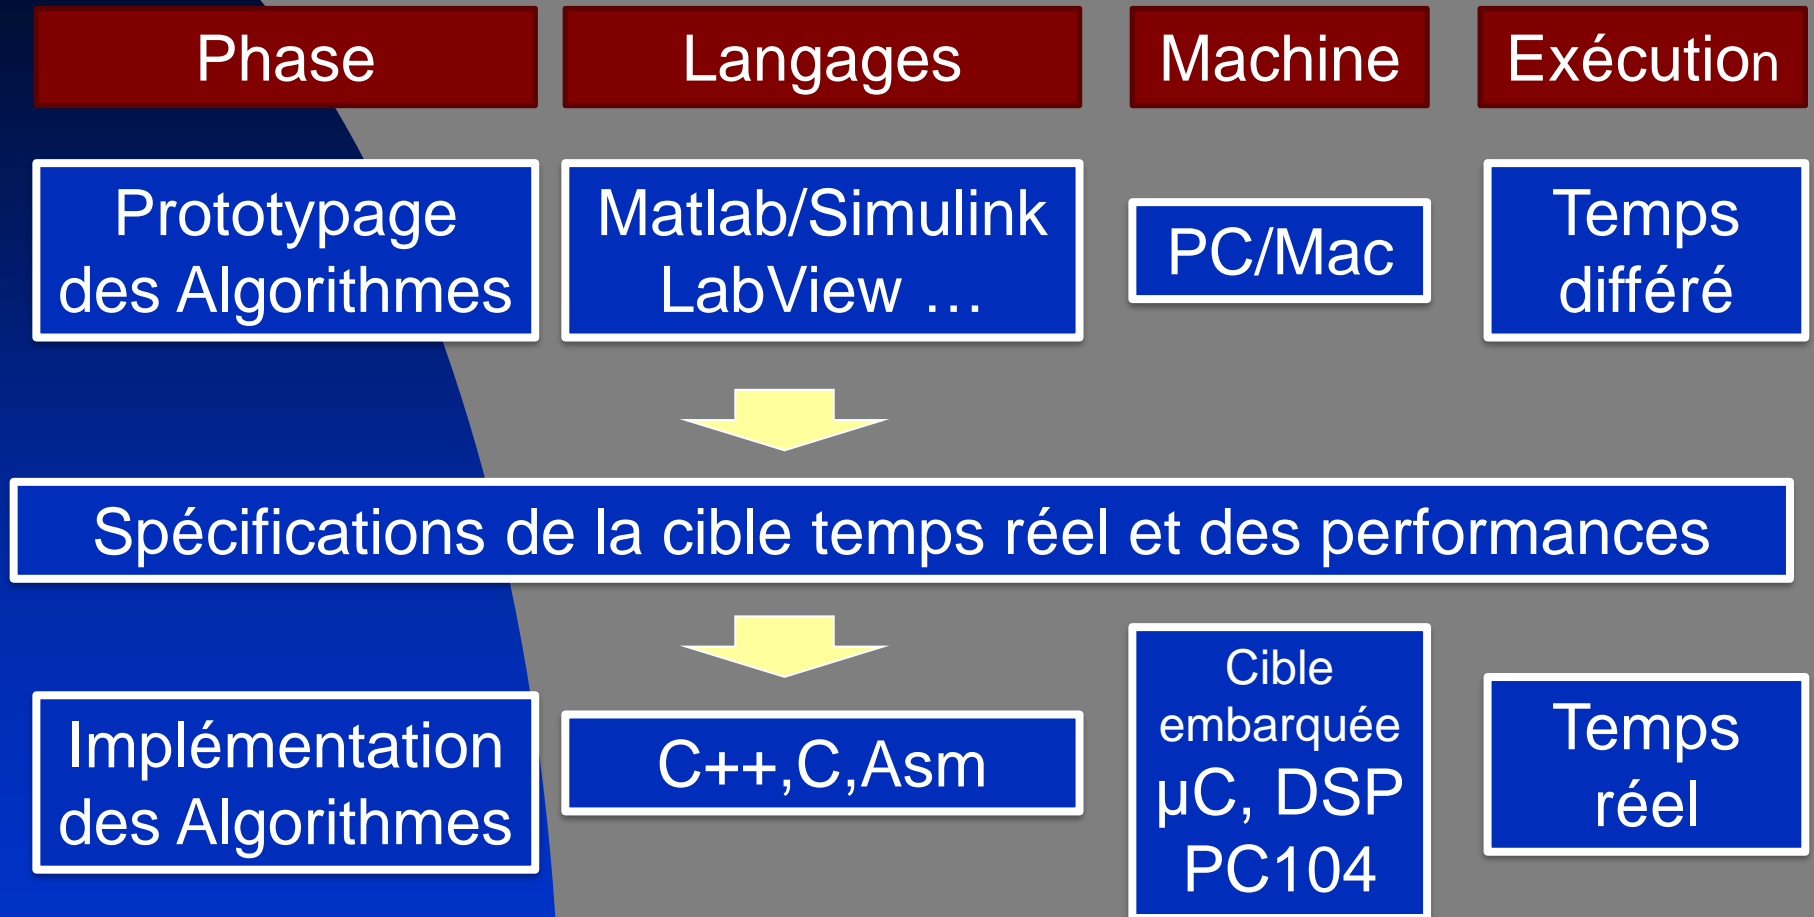 Phase
Langages
Machine
Exécution
Prototypage
des Algorithmes
Matlab/Simulink
LabView …
PC/Mac
Temps
différé
Spécifications de la cible temps réel et des performances
Implémentation
des Algorithmes
C++,C,Asm
Cible
embarquée
µC, DSP
PC104
Temps
réel